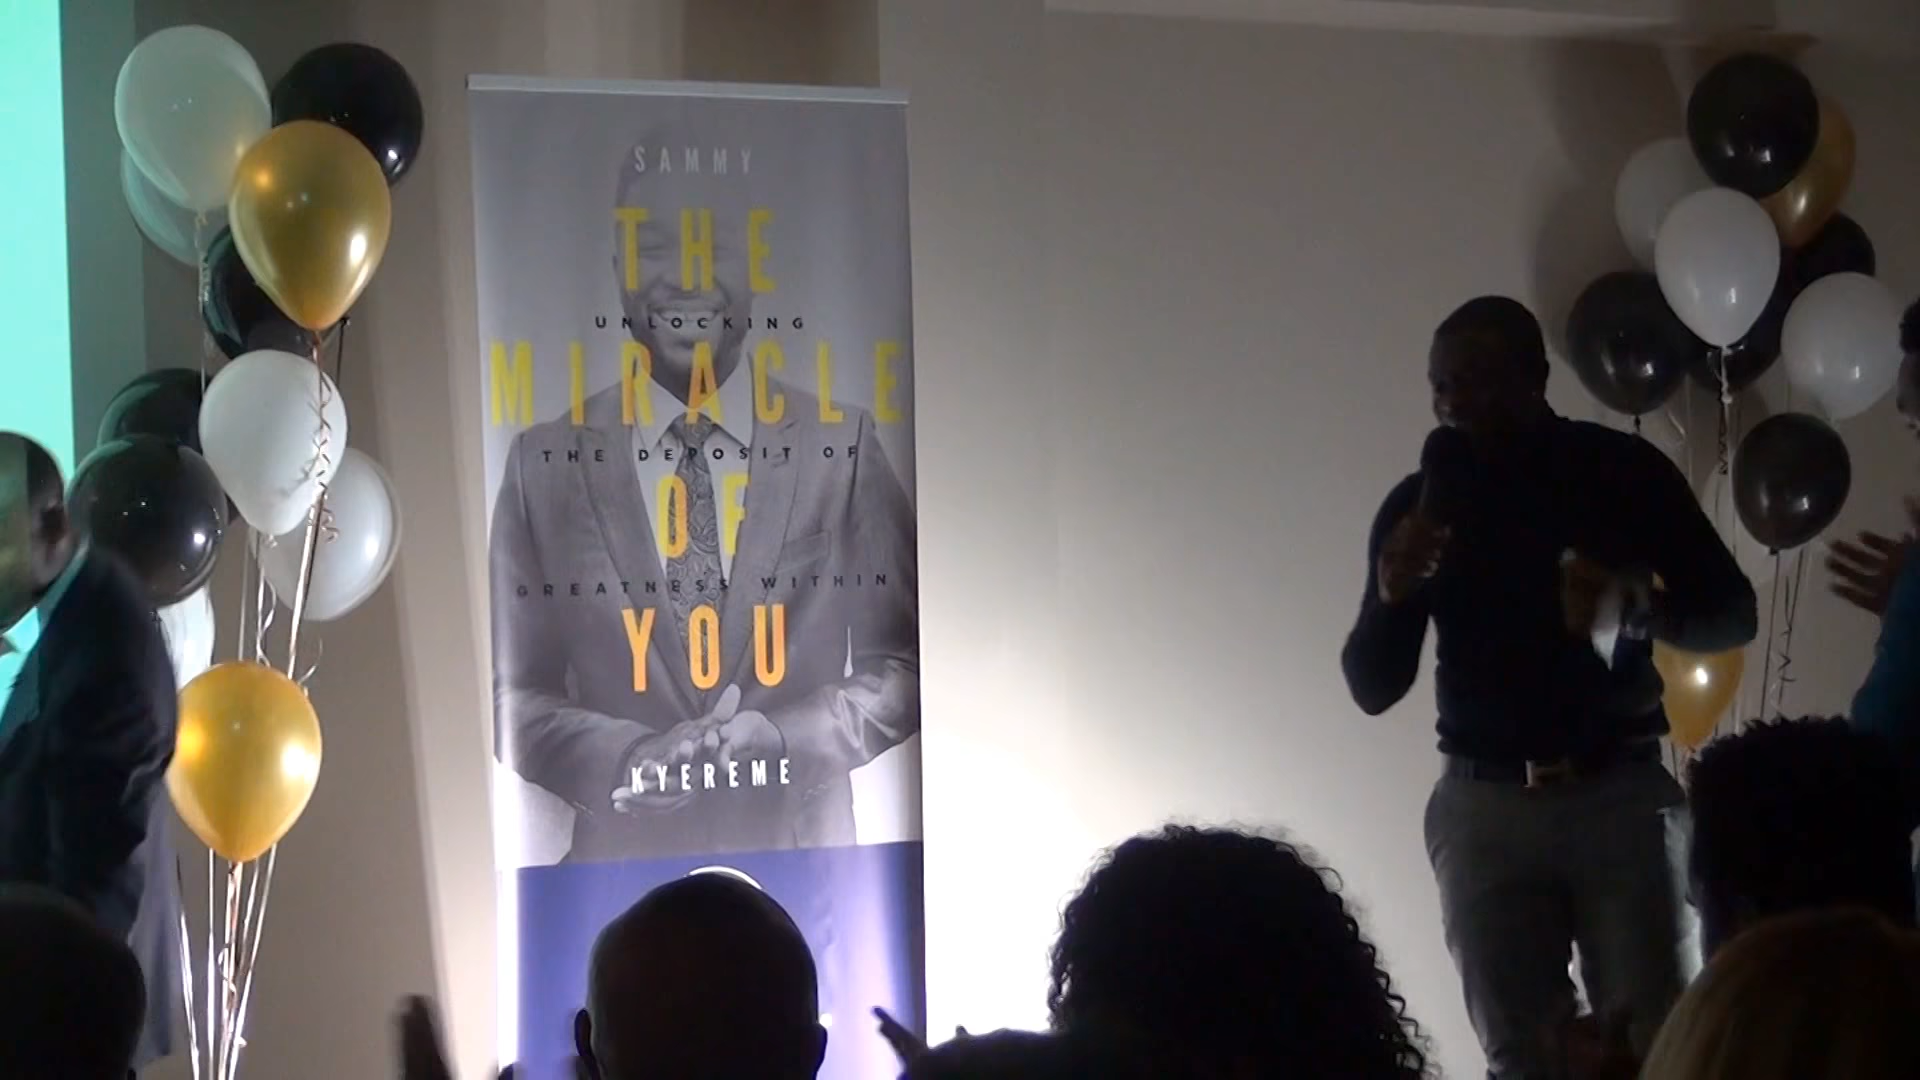 SAMMY
THE
UNLOCKING
MIRACLE
THE DEPOSIT OF
OF
GREATNESS WITHIN
YOU
KYEREME